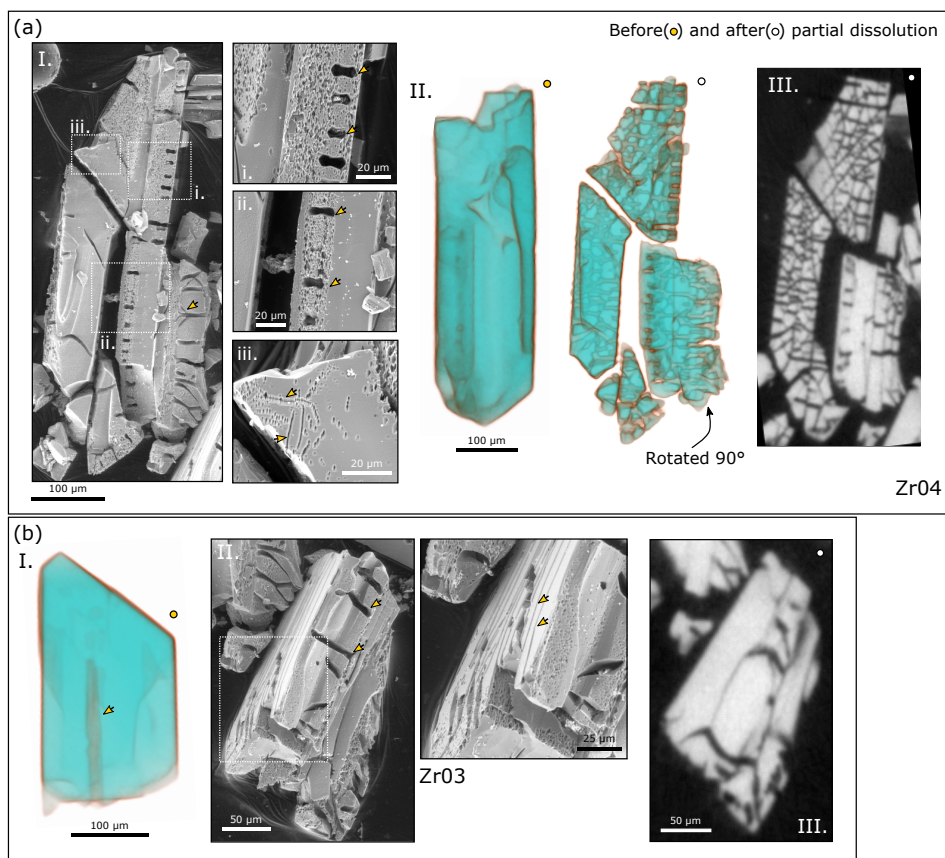 (a)
Before( ) and after( ) partial dissolution
I.
iii.
i.
ii.
100 µm
i.
20 µm
ii.
20 µm
iii.
20 µm
II.
100 µm
Rotated 90°
III.
Zr04
(b)
I.
100 µm
II.
50 µm
25 µm
Zr03
50 µm
III.